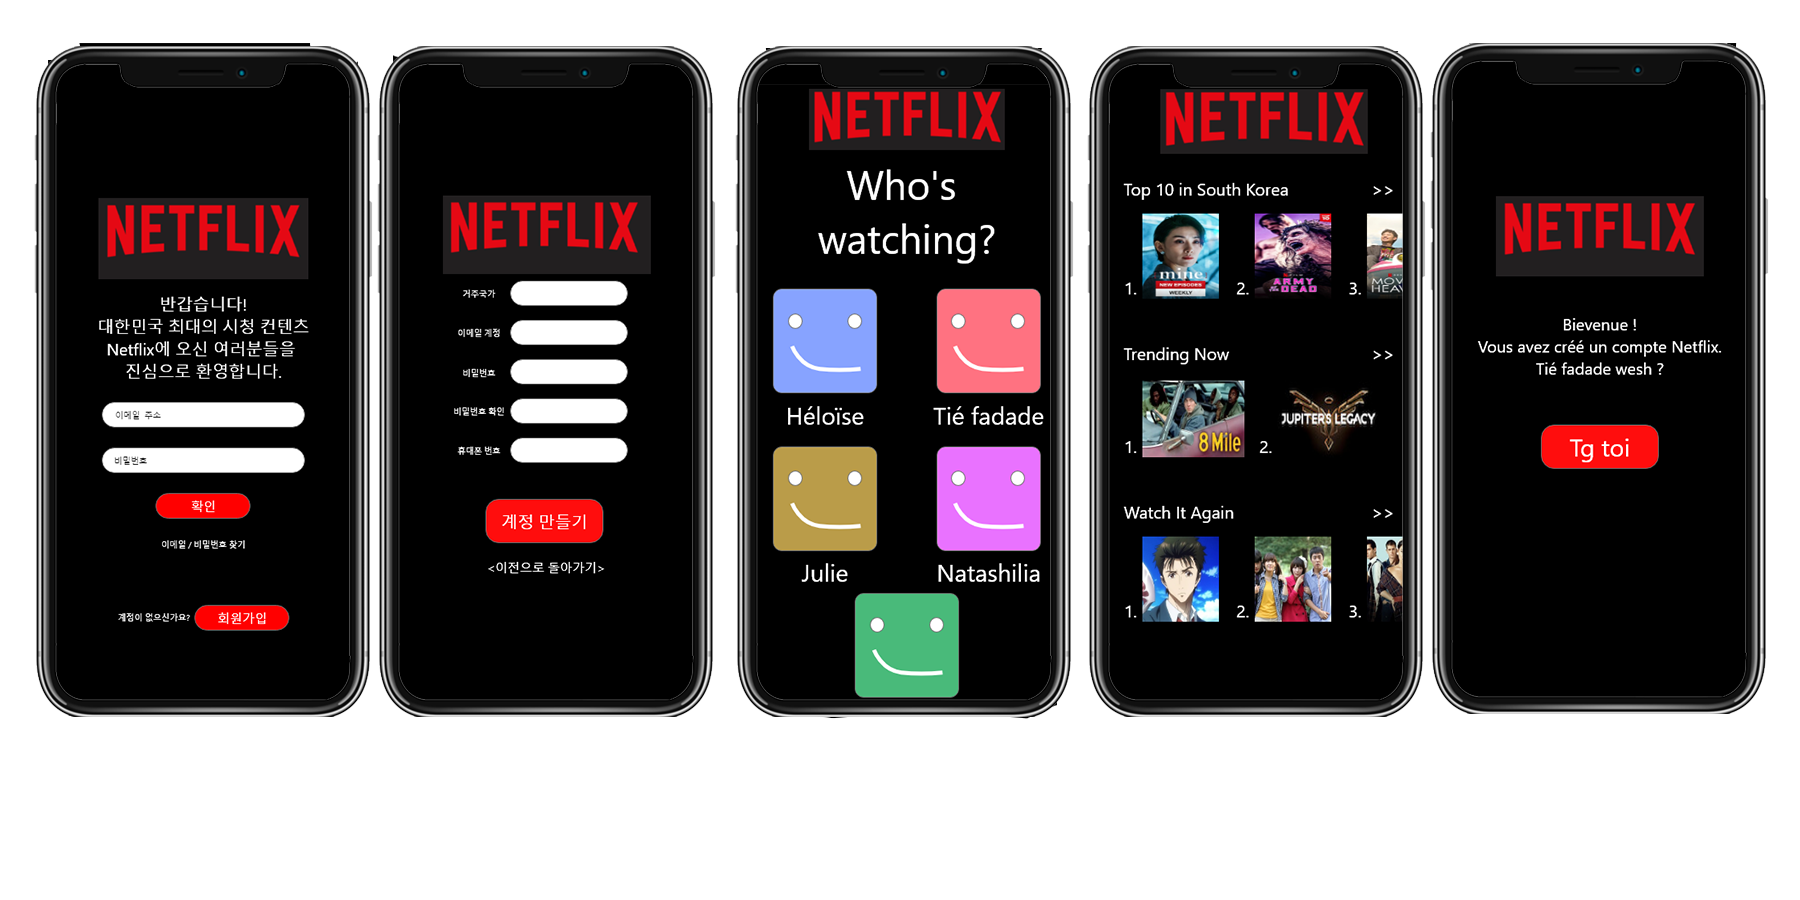 NETFLIX
반갑습니다!
대한민국 최대의 시청 컨텐츠
Netflix에 오신 여러분들을
진심으로 환영합니다.
이메일 주소
비밀번호
확인
이메일 / 비밀번호 찾기
계정이 없으신가요?
회원가입
NETFLIX
거주국가
이메일 계정
비밀번호
비밀번호 확인
휴대폰 번호
계정 만들기
<이전으로 돌아가기>
NETFLIX
Who's
watching?
Héloïse
Tié fadade
Julie
Natashilia
NETFLIX
Top 10 in South Korea >>
1.
mine
NEW EPISODES
WEEKLY
2.
ARMY
OF THE DEAD
3.
Trending Now >>
1.
8 Mile
2.
JUPITER'S LEGACY
Watch It Again >>
1.
2.
3.
NETFLIX
Bievenue !
Vous avez créé un compte Netflix.
Tié fadade wesh ?
Tg toi